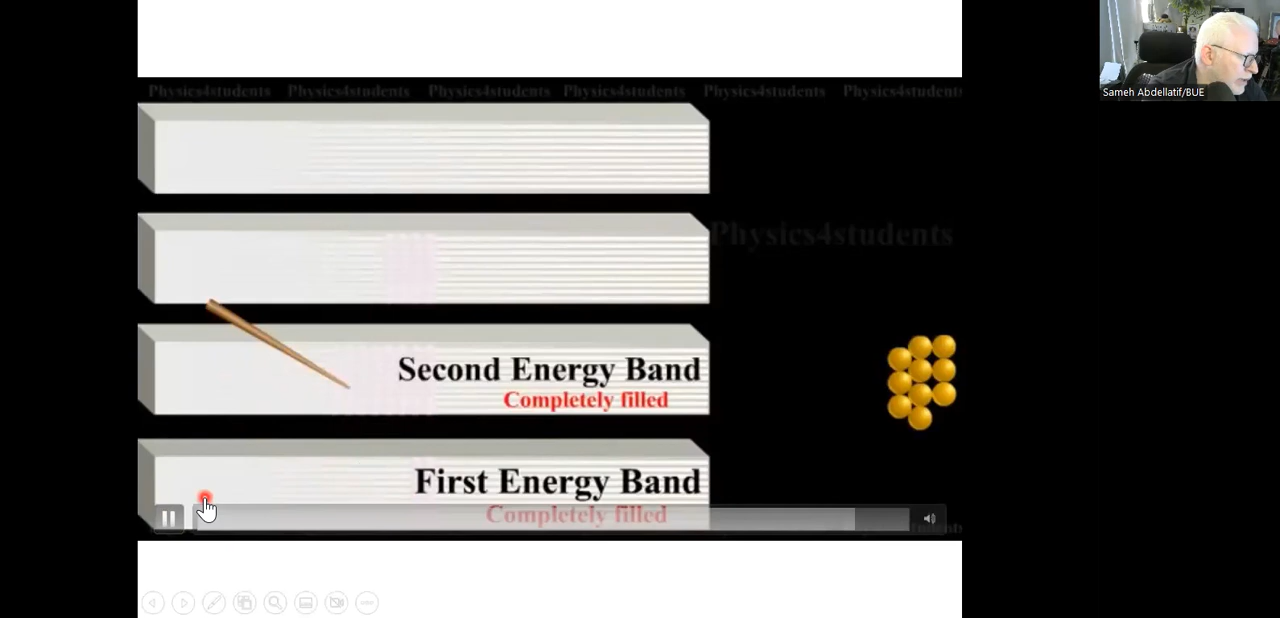 Physics4students Physics4students Physics4students Physics4students Physics4students Physics4students
Sameh Abdellatif/BUE
Physics4students
Second Energy Band
Completely filled
First Energy Band
Completely filled